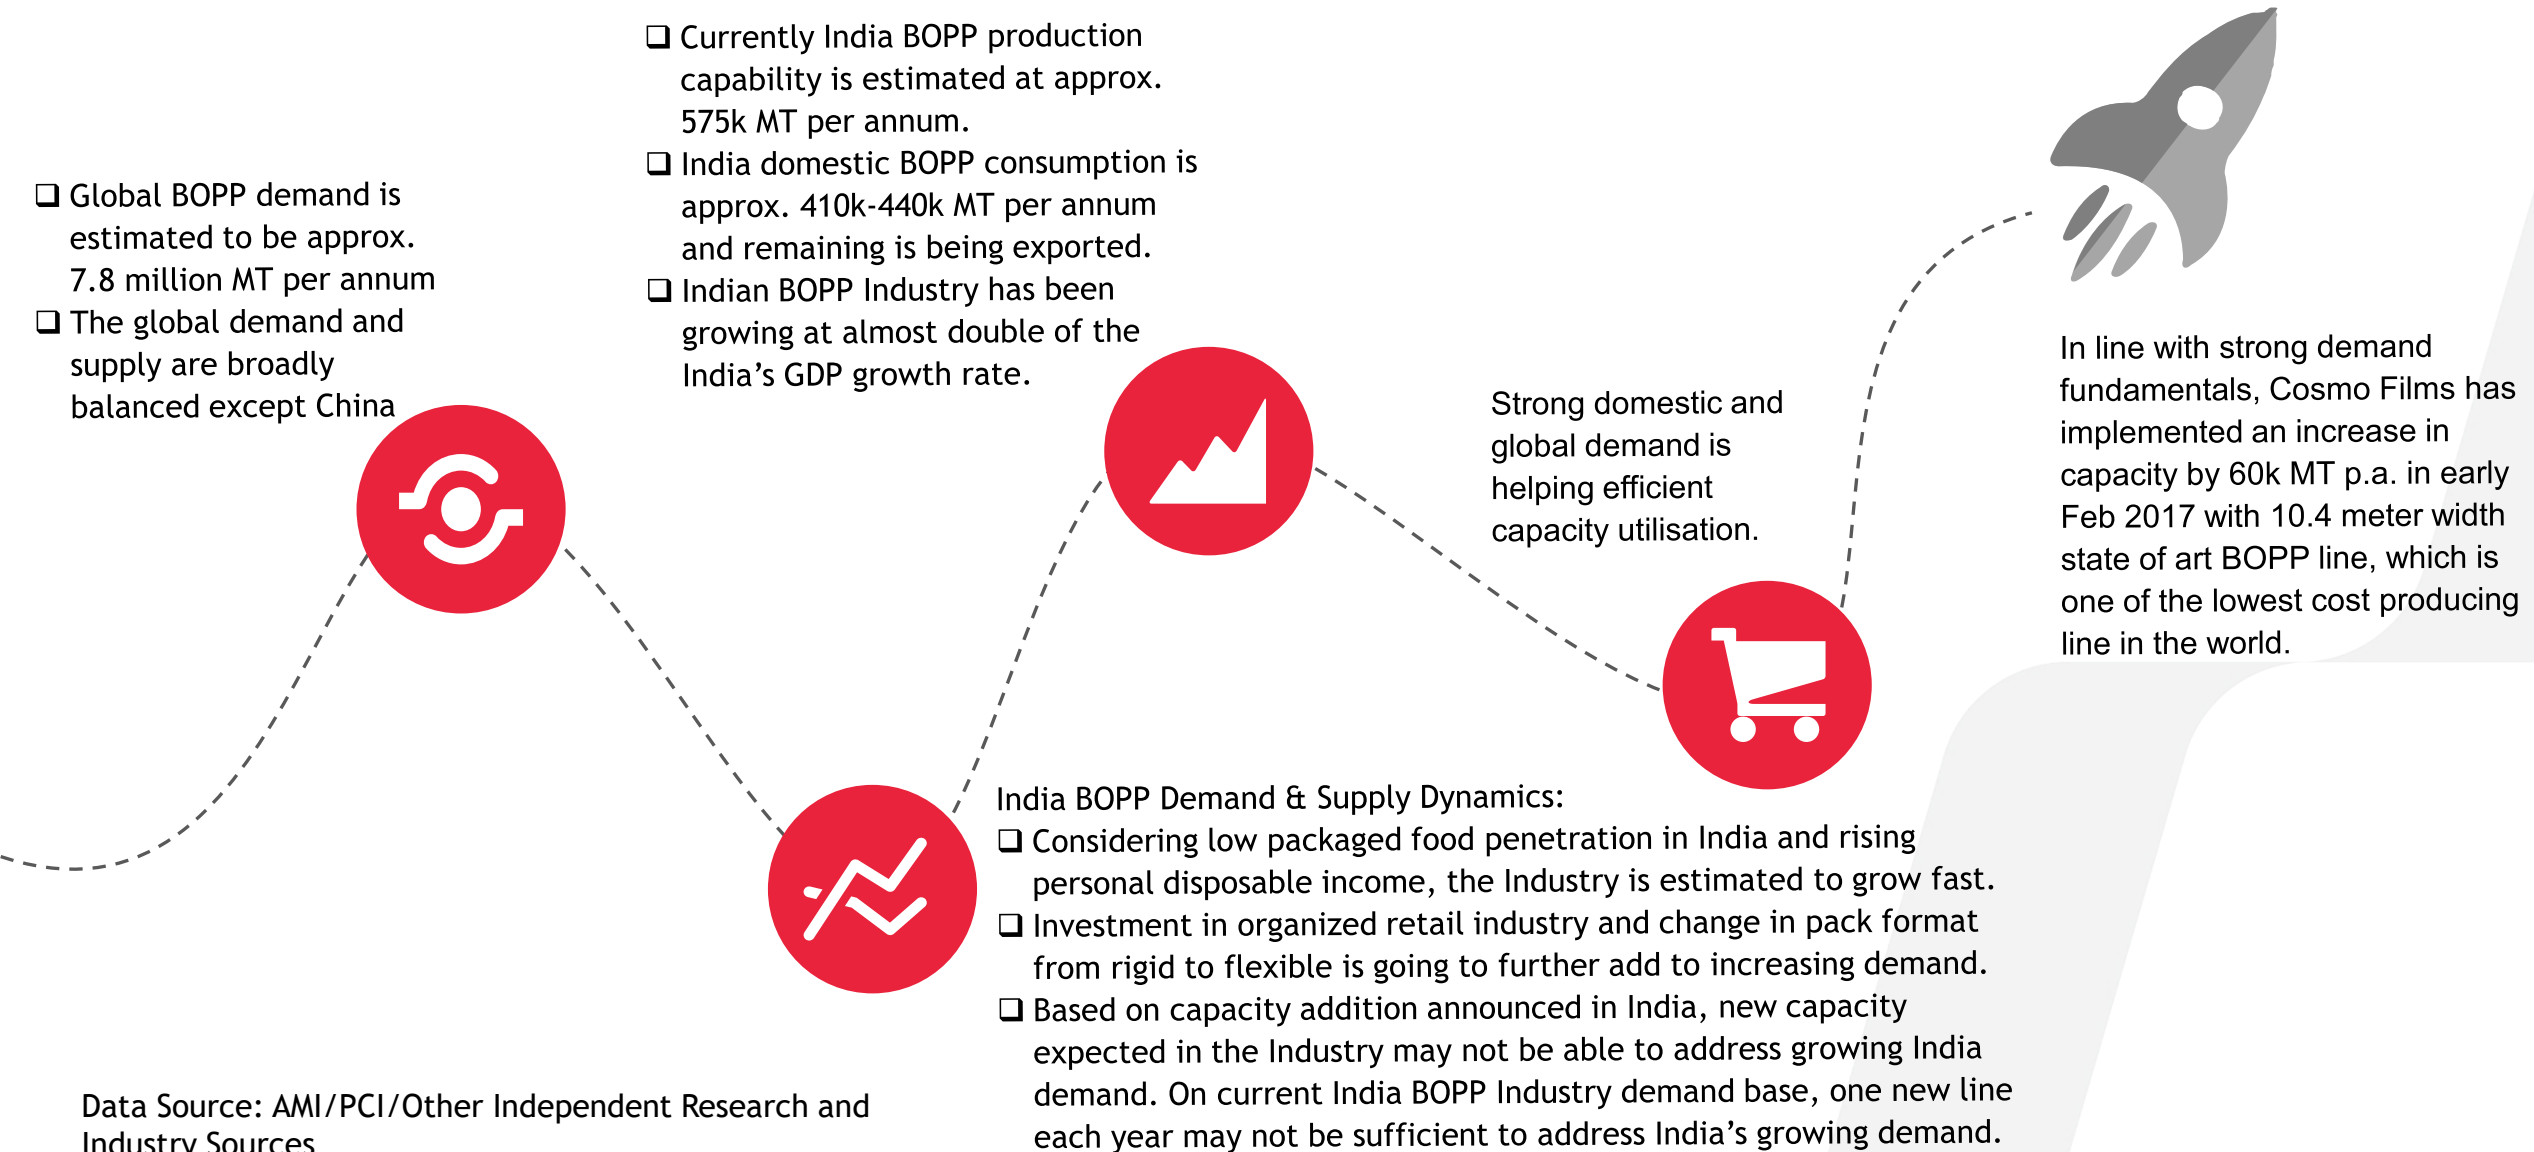 ❑ Global BOPP demand is
estimated to be approx.
7.8 million MT per annum
❑ The global demand and
supply are broadly
balanced except China
❑ Currently India BOPP production
capability is estimated at approx.
575k MT per annum.
❑ India domestic BOPP consumption is
approx. 410k-440k MT per annum
and remaining is being exported.
❑ Indian BOPP Industry has been
growing at almost double of the
India’s GDP growth rate.
Strong domestic and
global demand is
helping efficient
capacity utilisation.
In line with strong demand
fundamentals, Cosmo Films has
implemented an increase in
capacity by 60k MT p.a. in early
Feb 2017 with 10.4 meter width
state of art BOPP line, which is
one of the lowest cost producing
line in the world.
India BOPP Demand & Supply Dynamics:
❑ Considering low packaged food penetration in India and rising
personal disposable income, the Industry is estimated to grow fast.
❑ Investment in organized retail industry and change in pack format
from rigid to flexible is going to further add to increasing demand.
❑ Based on capacity addition announced in India, new capacity
expected in the Industry may not be able to address growing India
demand. On current India BOPP Industry demand base, one new line
each year may not be sufficient to address India’s growing demand.
Data Source: AMI/PCI/Other Independent Research and
Industry Sources